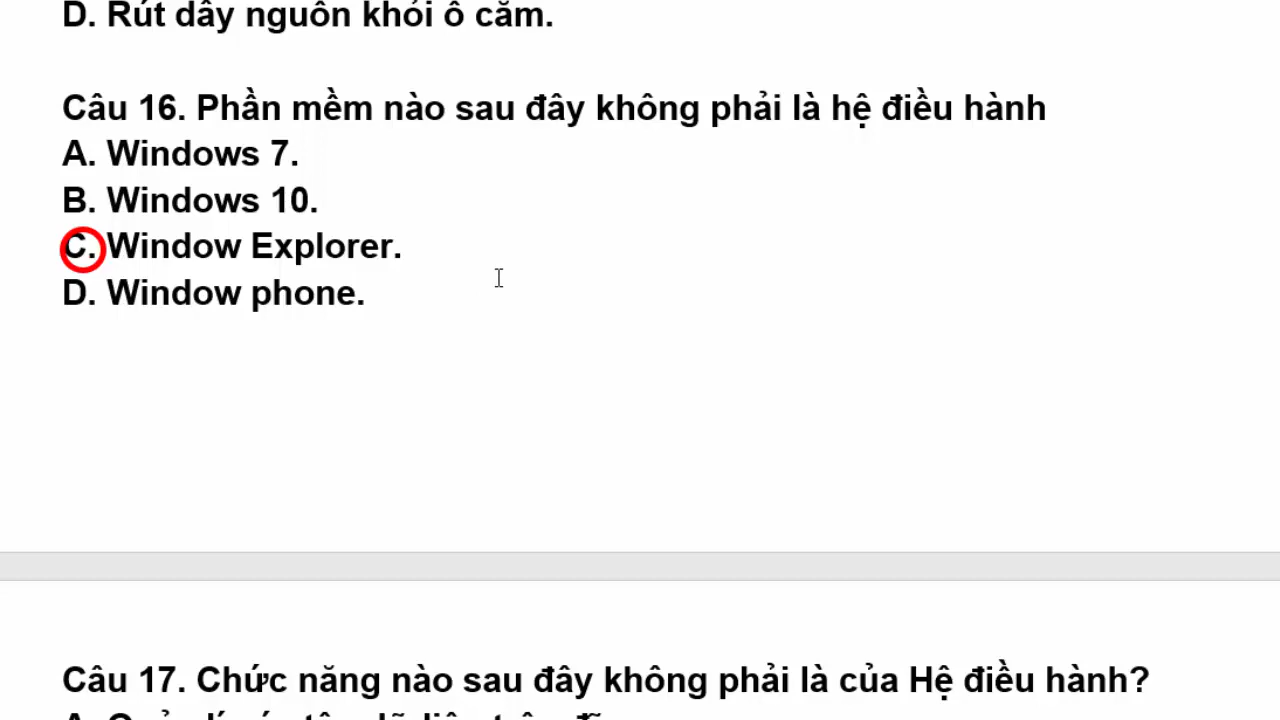 D. Rút dây nguồn khỏi ổ cắm.
Câu 16. Phần mềm nào sau đây không phải là hệ điều hành
A. Windows 7.
B. Windows 10.
C. Window Explorer.
D. Window phone.
Câu 17. Chức năng nào sau đây không phải là của Hệ điều hành?